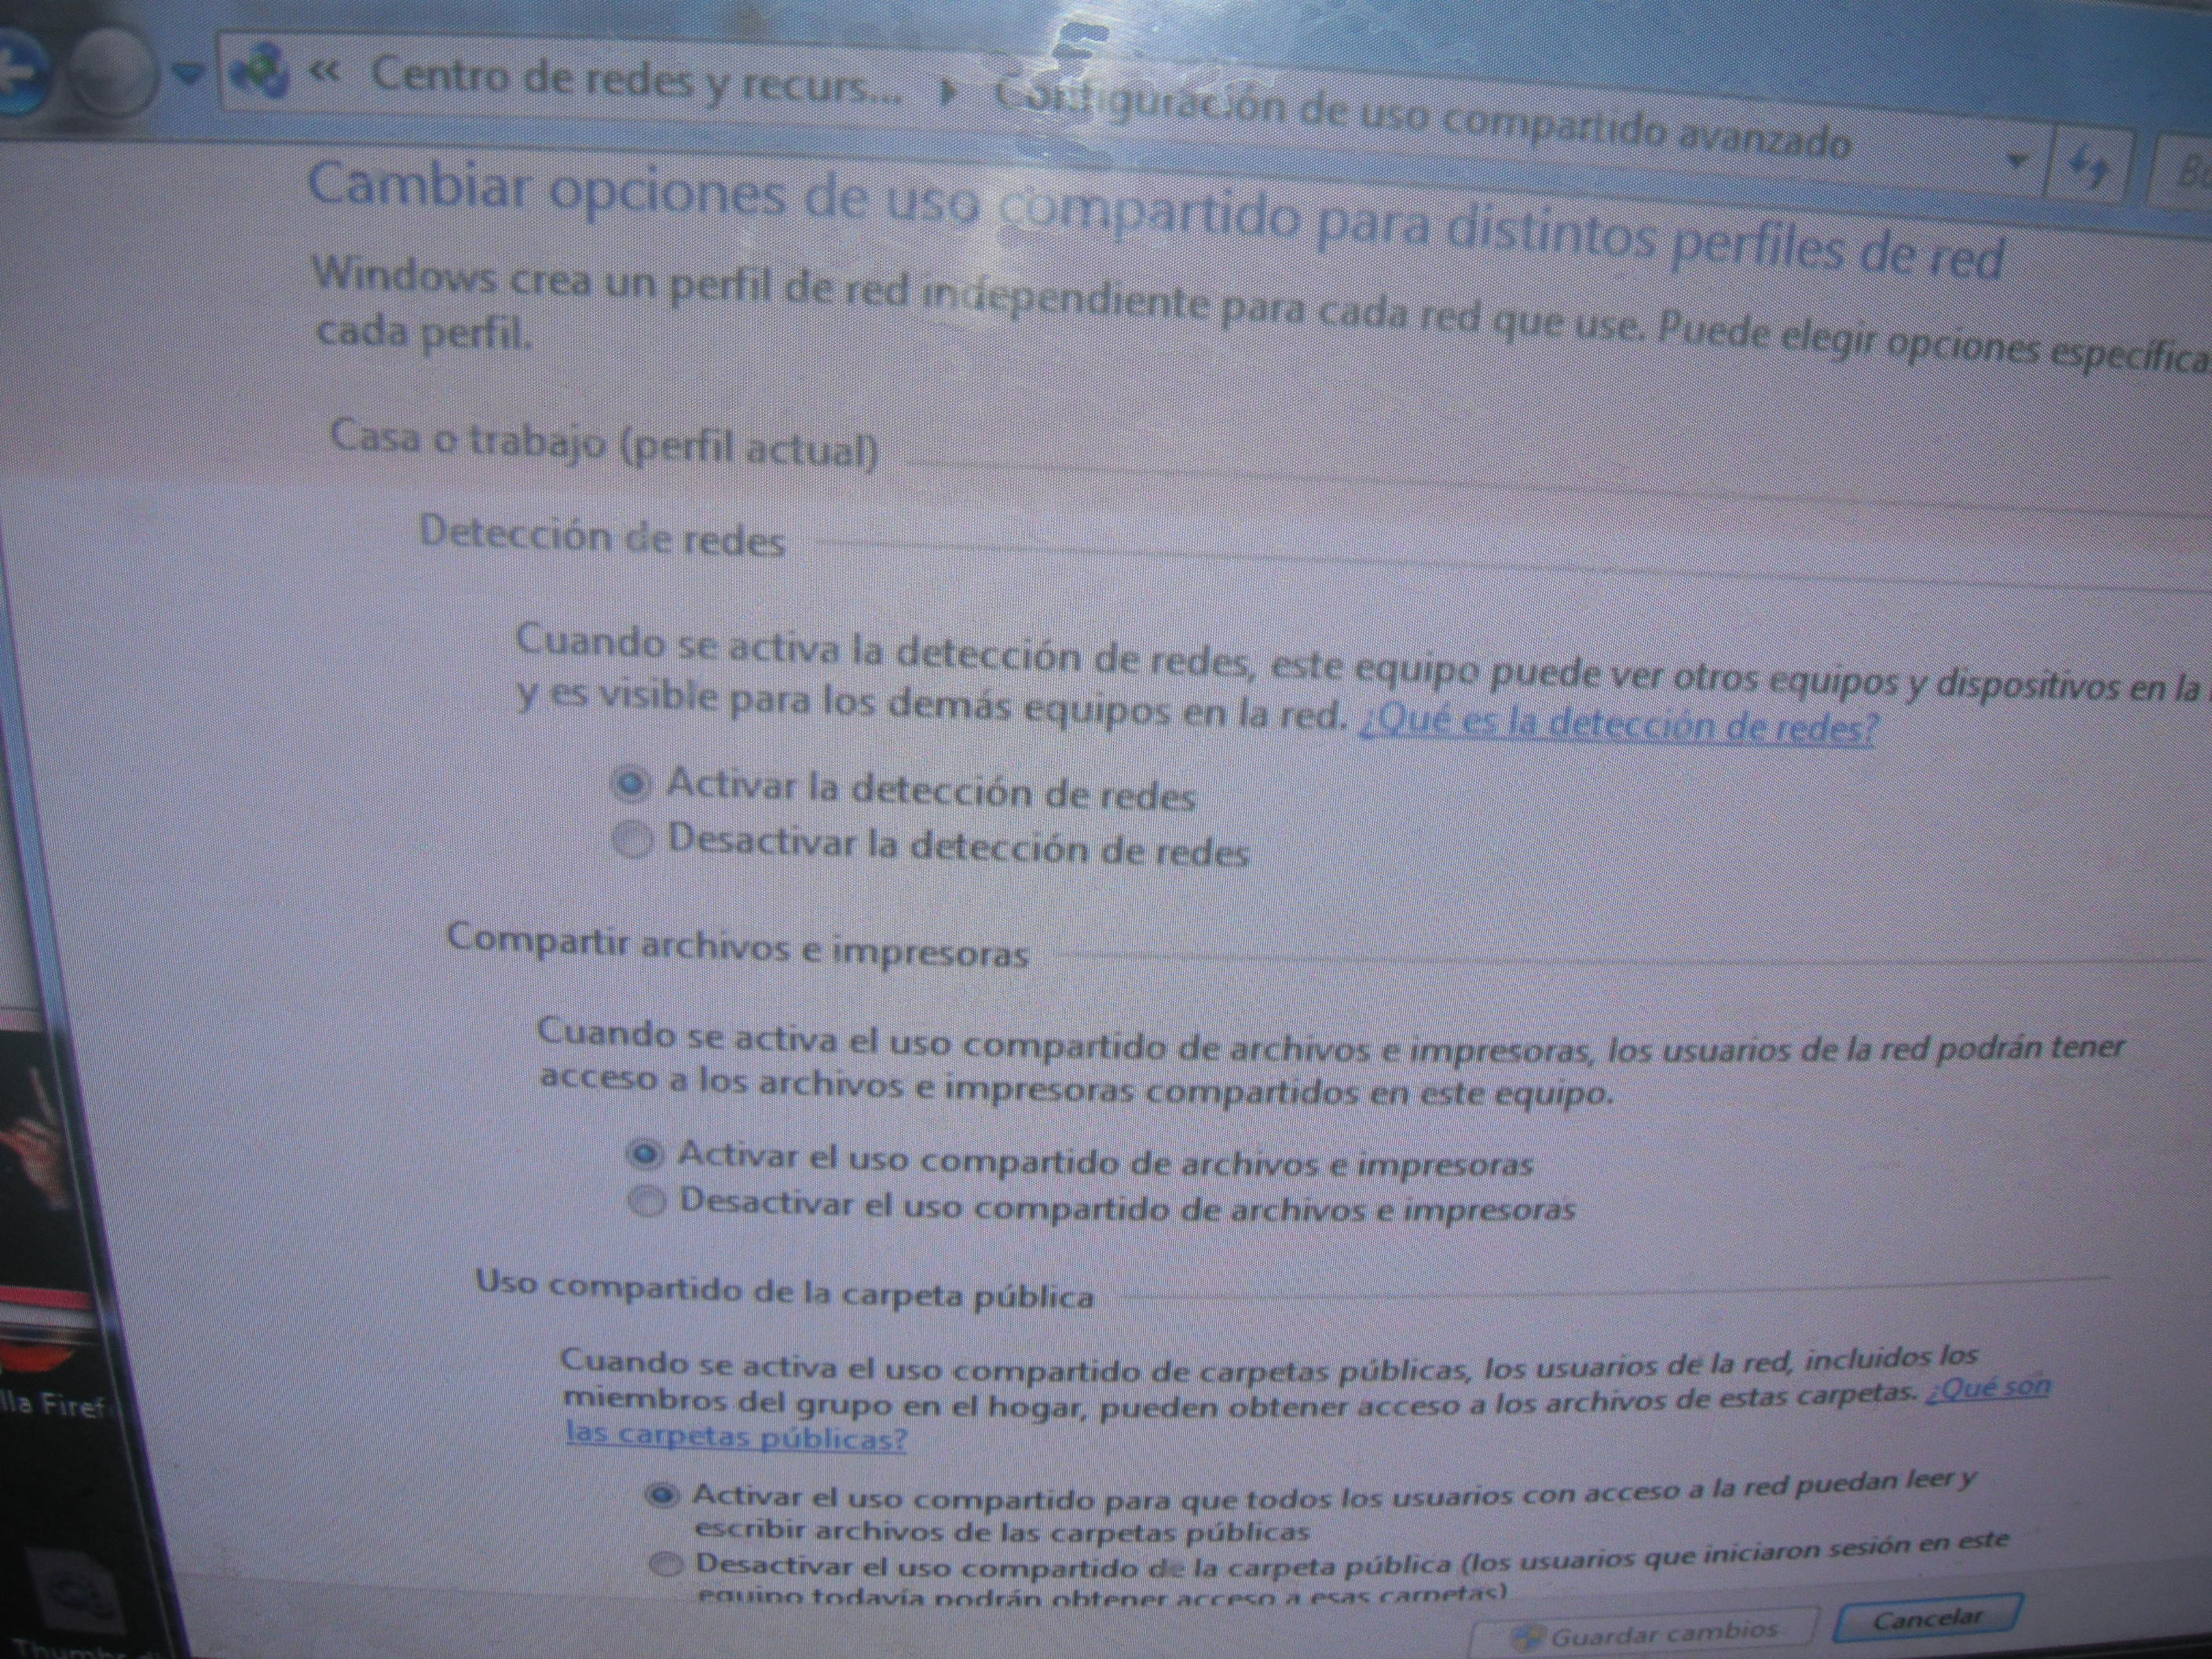 « Centro de redes y recurs... ▸ Configuración de uso compartido avanzado
Cambiar opciones de uso compartido para distintos perfiles de red
Windows crea un perfil de red independiente para cada red que use. Puede elegir opciones específica
cada perfil.
Casa o trabajo (perfil actual)
Detección de redes
Cuando se activa la detección de redes, este equipo puede ver otros equipos y dispositivos en la
y es visible para los demás equipos en la red. ¿Qué es la detección de redes?
Activar la detección de redes
Desactivar la detección de redes
Compartir archivos e impresoras
Cuando se activa el uso compartido de archivos e impresoras, los usuarios de la red podrán tener
acceso a los archivos e impresoras compartidos en este equipo.
Activar el uso compartido de archivos e impresoras
Desactivar el uso compartido de archivos e impresoras
Uso compartido de la carpeta pública
Cuando se activa el uso compartido de carpetas públicas, los usuarios de la red, incluidos los
miembros del grupo en el hogar, pueden obtener acceso a los archivos de estas carpetas. ¿Qué son
las carpetas públicas?
Activar el uso compartido para que todos los usuarios con acceso a la red puedan leer y
escribir archivos de las carpetas públicas
Desactivar el uso compartido de la carpeta pública (los usuarios que iniciaron sesión en este
equipo todavía podrán obtener acceso a esas carpetas)
Guardar cambios
Cancelar
lla Firef